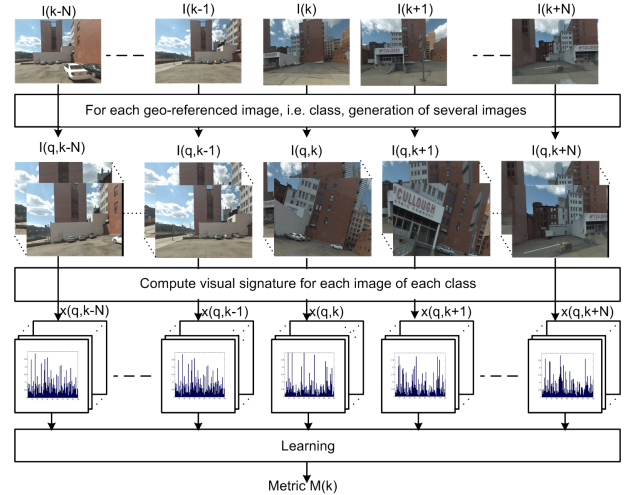 I(k-N) I(k-1) I(k) I(k+1) I(k+N)
For each geo-referenced image, i.e. class, generation of several images
I(q,k-N) I(q,k-1) I(q,k) I(q,k+1) I(q,k+N)
CULLOUGH
Compute visual signature for each image of each class
x(q,k-N) x(q,k-1) x(q,k) x(q,k+1) x(q,k+N)
Learning
Metric M(k)